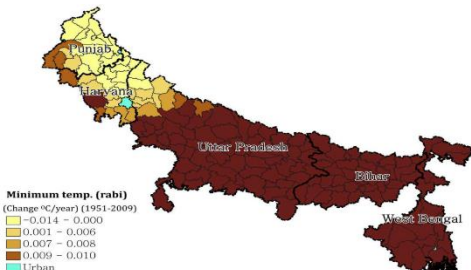 Punjab
Haryana
Uttar Pradesh
Bihar
West Bengal
Minimum temp. (rabi)
(Change ºC/year) (1951-2009)
-0.014 - 0.000
0.001 - 0.006
0.007 - 0.008
0.009 - 0.010
Urban